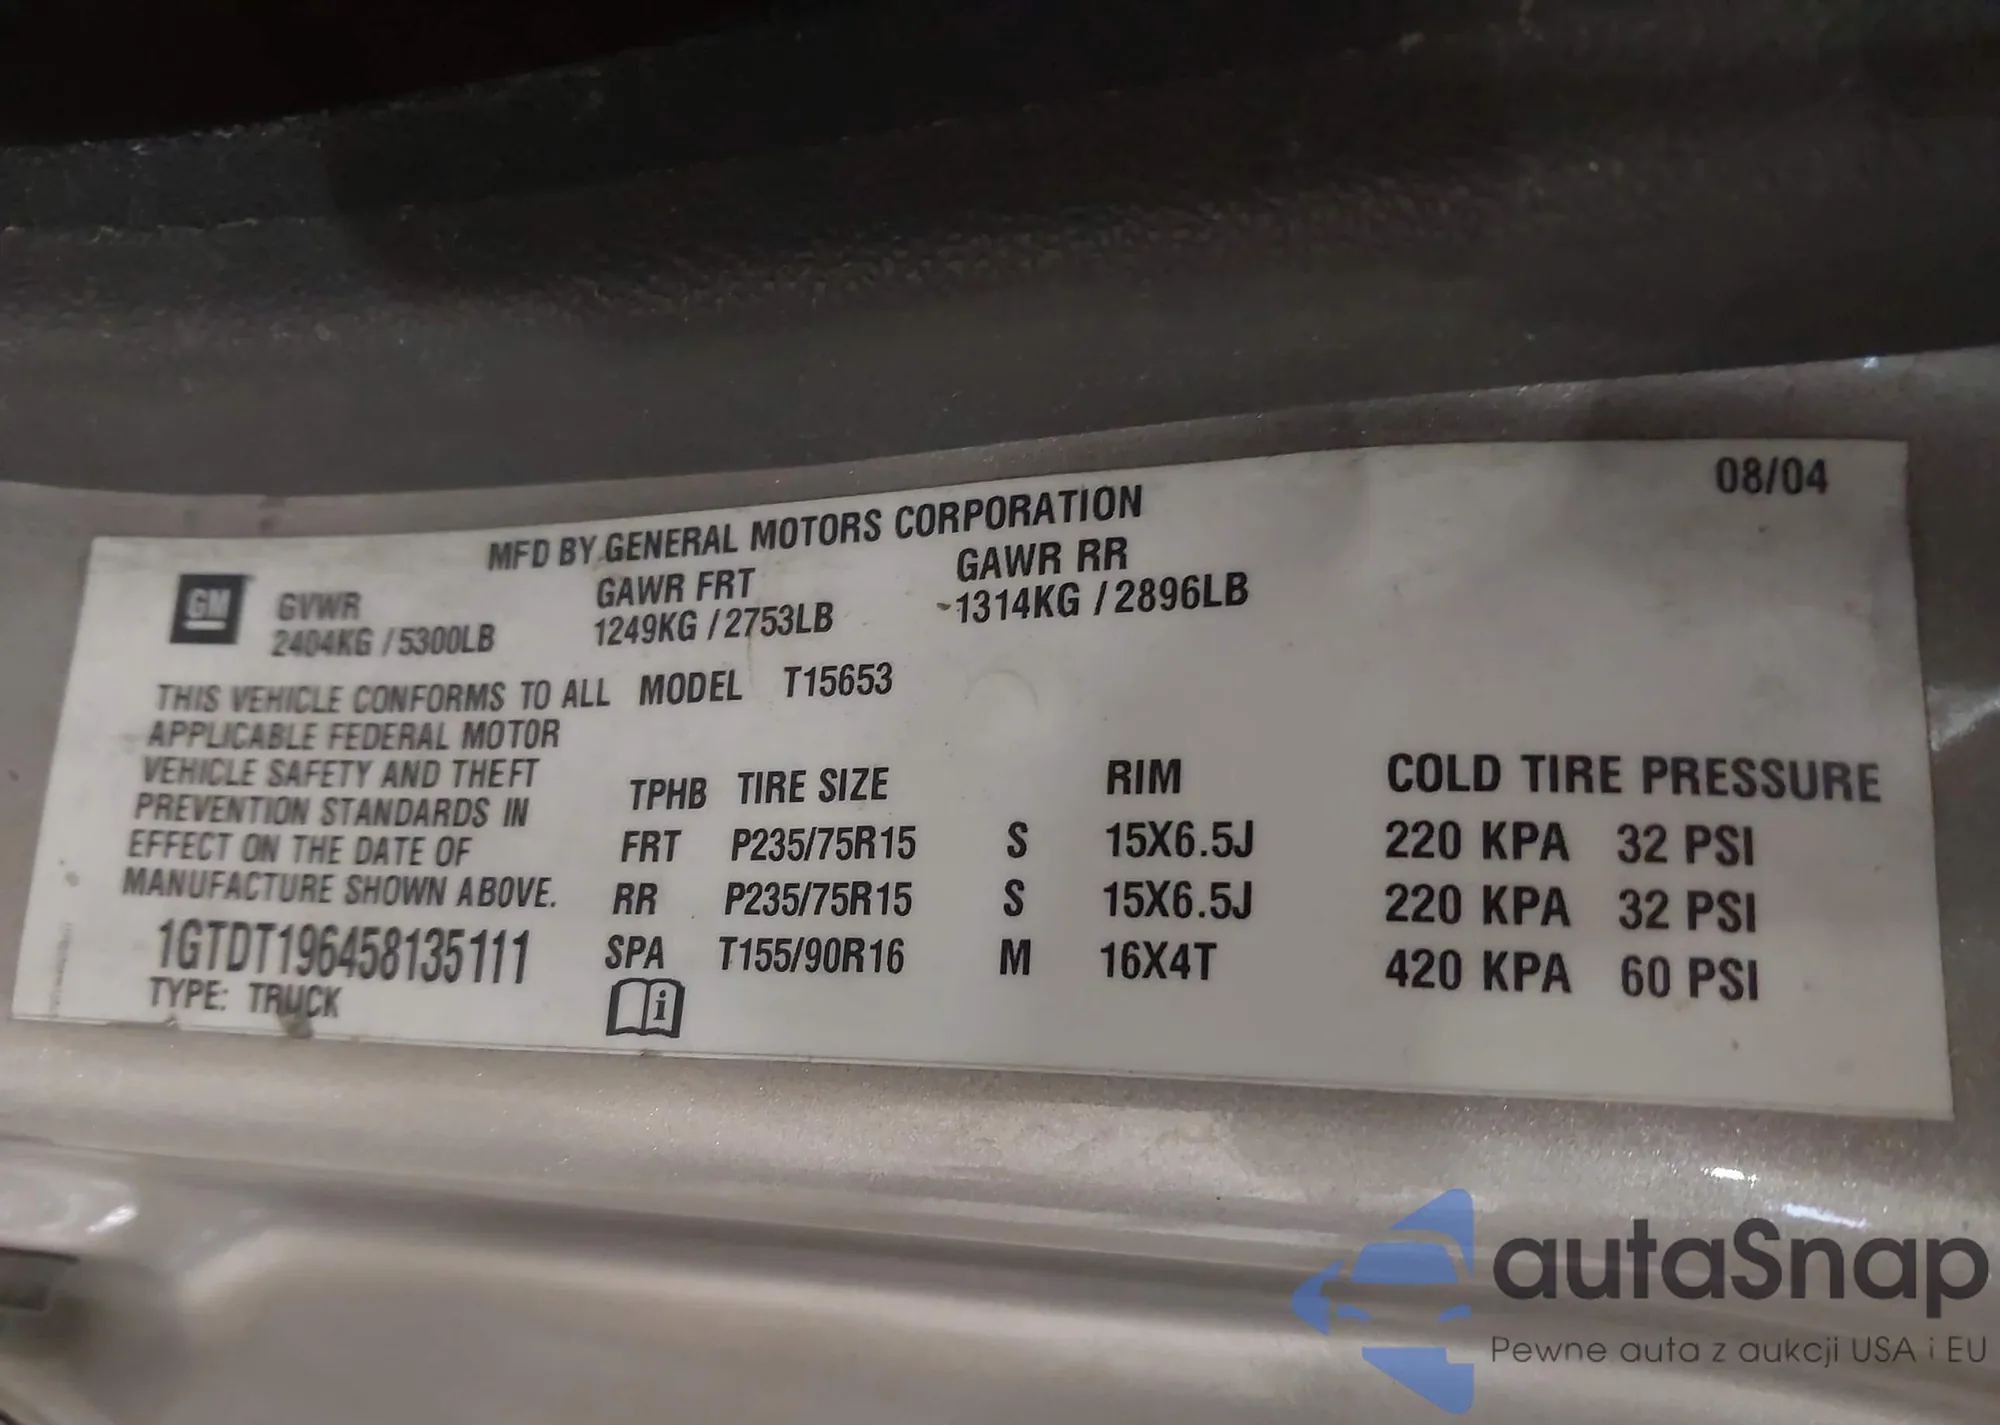 08/04
MFD BY GENERAL MOTORS CORPORATION
GM
GVWR GAWR FRT GAWR RR
2404KG / 5300LB 1249KG / 2753LB 1314KG / 2896LB
THIS VEHICLE CONFORMS TO ALL MODEL T15653
APPLICABLE FEDERAL MOTOR
VEHICLE SAFETY AND THEFT
PREVENTION STANDARDS IN
EFFECT ON THE DATE OF
MANUFACTURE SHOWN ABOVE.
1GTDT196458135111
TYPE: TRUCK
TPHB TIRE SIZE RIM COLD TIRE PRESSURE
FRT P235/75R15 S 15X6.5J 220 KPA 32 PSI
RR P235/75R15 S 15X6.5J 220 KPA 32 PSI
SPA T155/90R16 M 16X4T 420 KPA 60 PSI
i
autaSnap
Pewne auta z aukcji USA i EU